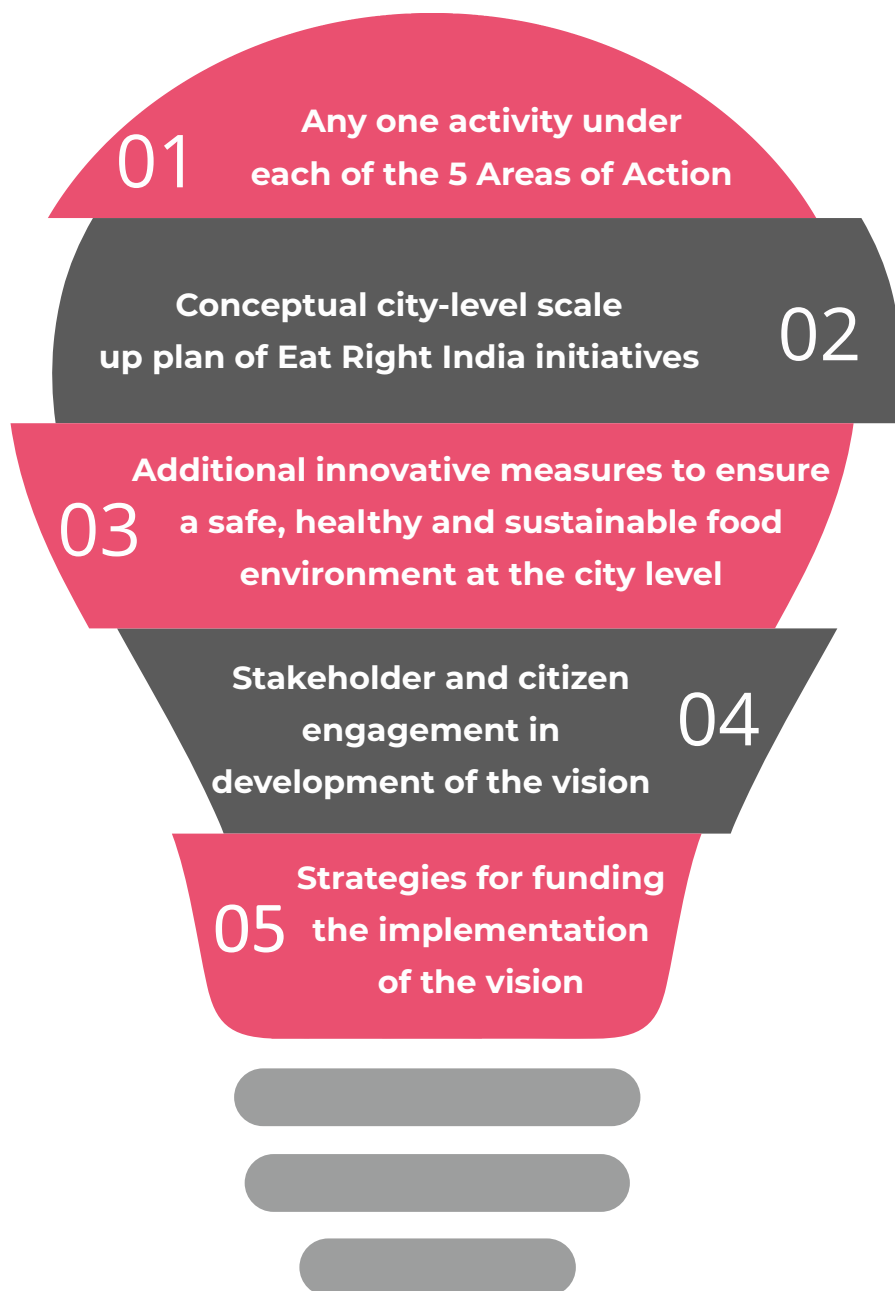 01
Any one activity under
each of the 5 Areas of Action
Conceptual city-level scale
up plan of Eat Right India initiatives
02
03
Additional innovative measures to ensure
a safe, healthy and sustainable food
environment at the city level
Stakeholder and citizen
engagement in
development of the vision
04
05
Strategies for funding
the implementation
of the vision